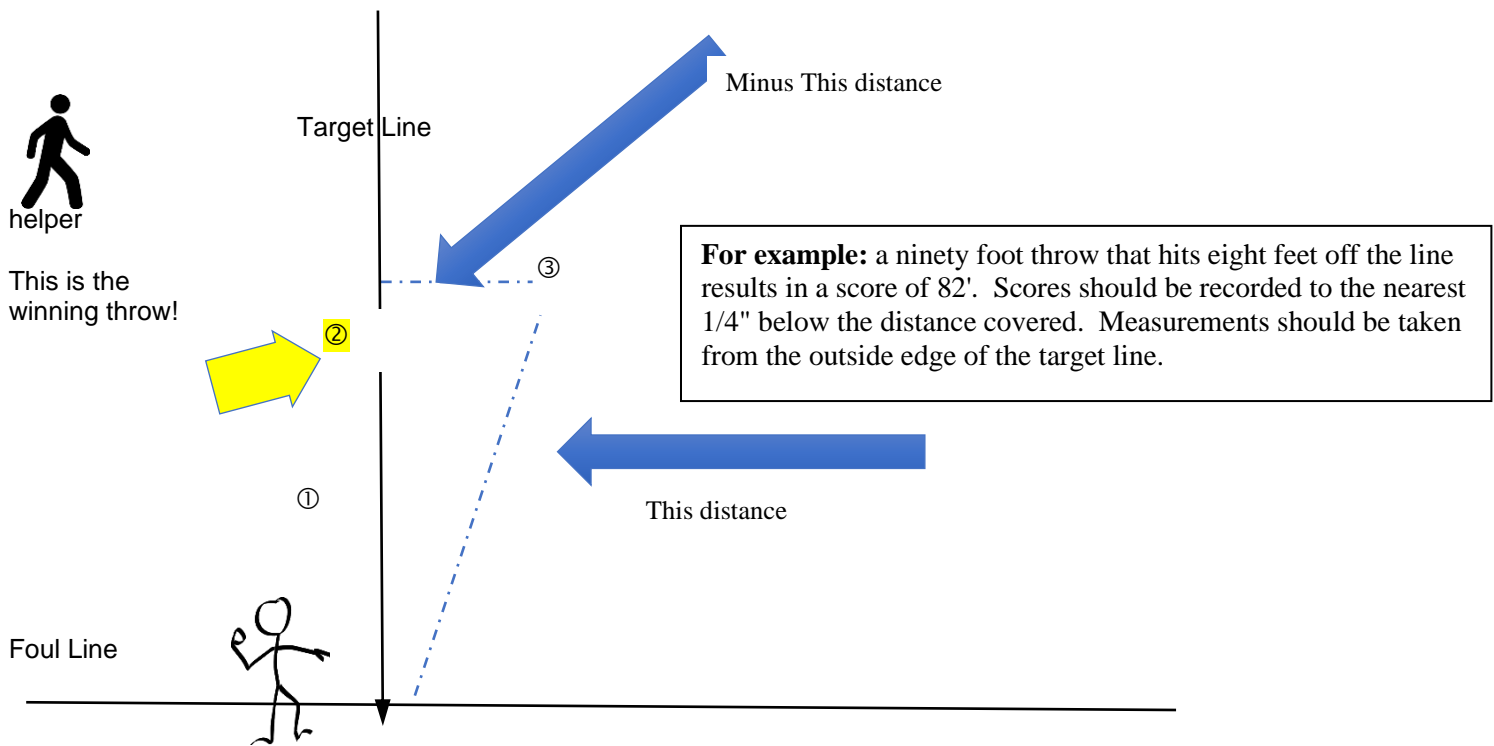 Minus This distance
Target Line
helper
This is the
winning throw!
③
②
For example: a ninety foot throw that hits eight feet off the line
results in a score of 82'. Scores should be recorded to the nearest
1/4" below the distance covered. Measurements should be taken
from the outside edge of the target line.
①
This distance
Foul Line